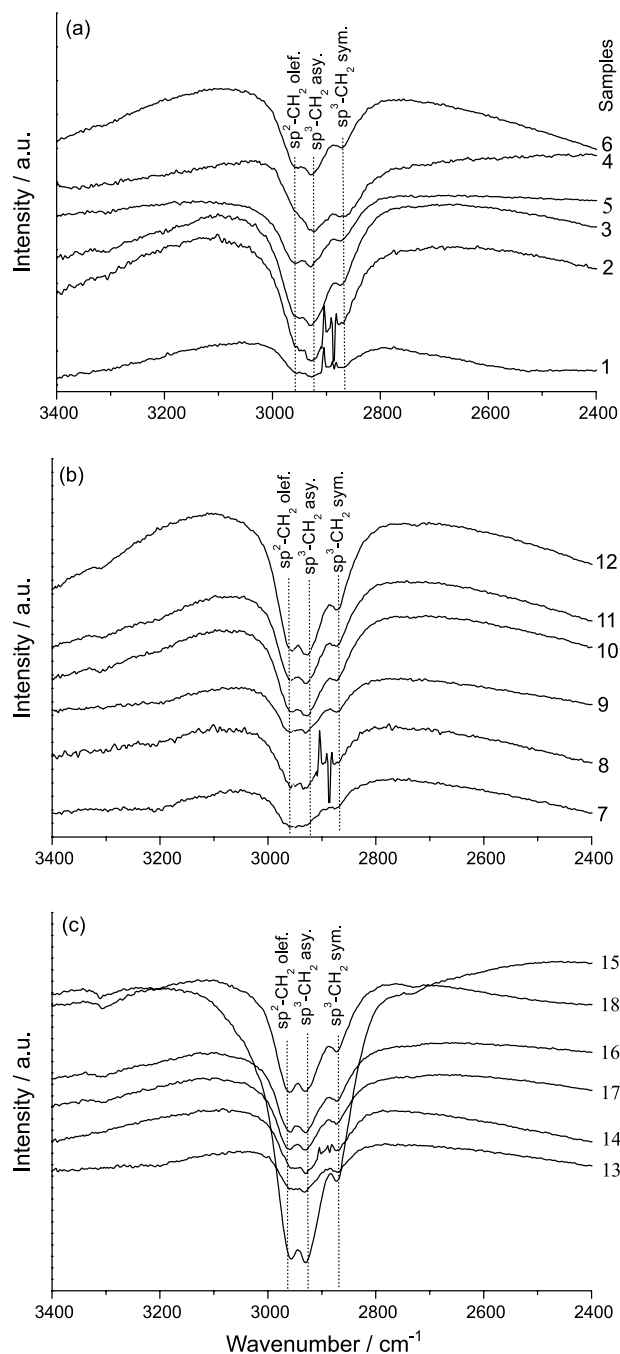 (a)
sp²-CH₂ olef.
sp³-CH₂ asy.
sp³-CH₂ sym.
Samples
6
4
5
3
2
1
Intensity / a.u.
3400 3200 3000 2800 2600 2400
(b)
sp²-CH₂ olef.
sp³-CH₂ asy.
sp³-CH₂ sym.
12
11
10
9
8
7
Intensity / a.u.
3400 3200 3000 2800 2600 2400
(c)
sp²-CH₂ olef.
sp³-CH₂ asy.
sp³-CH₂ sym.
15
18
16
17
14
13
Intensity / a.u.
3400 3200 3000 2800 2600 2400
Wavenumber / cm⁻¹